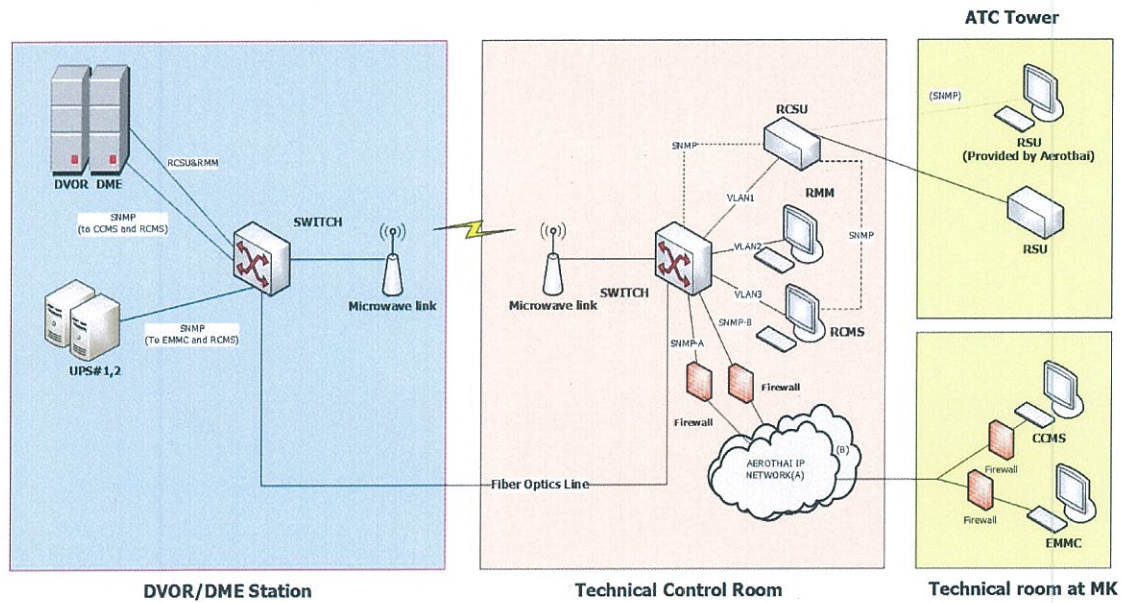 ATC Tower
DVOR DME
RCSU&RMM
SNMP
(to CCMS and RCMS)
SWITCH
Microwave link
UPS#1,2
SNMP
(To EMMC and RCMS)
Fiber Optics Line
Microwave link
SWITCH
SNMP
RCSU
VLAN1
RMM
VLAN2
SNMP
VLAN3
RCMS
SNMP-B
SNMP-A
Firewall
Firewall
AEROTHAI IP
NETWORK(A)
(B)
(SNMP)
RSU
(Provided by Aerothai)
RSU
CCMS
Firewall
Firewall
EMMC
DVOR/DME Station
Technical Control Room
Technical room at MK